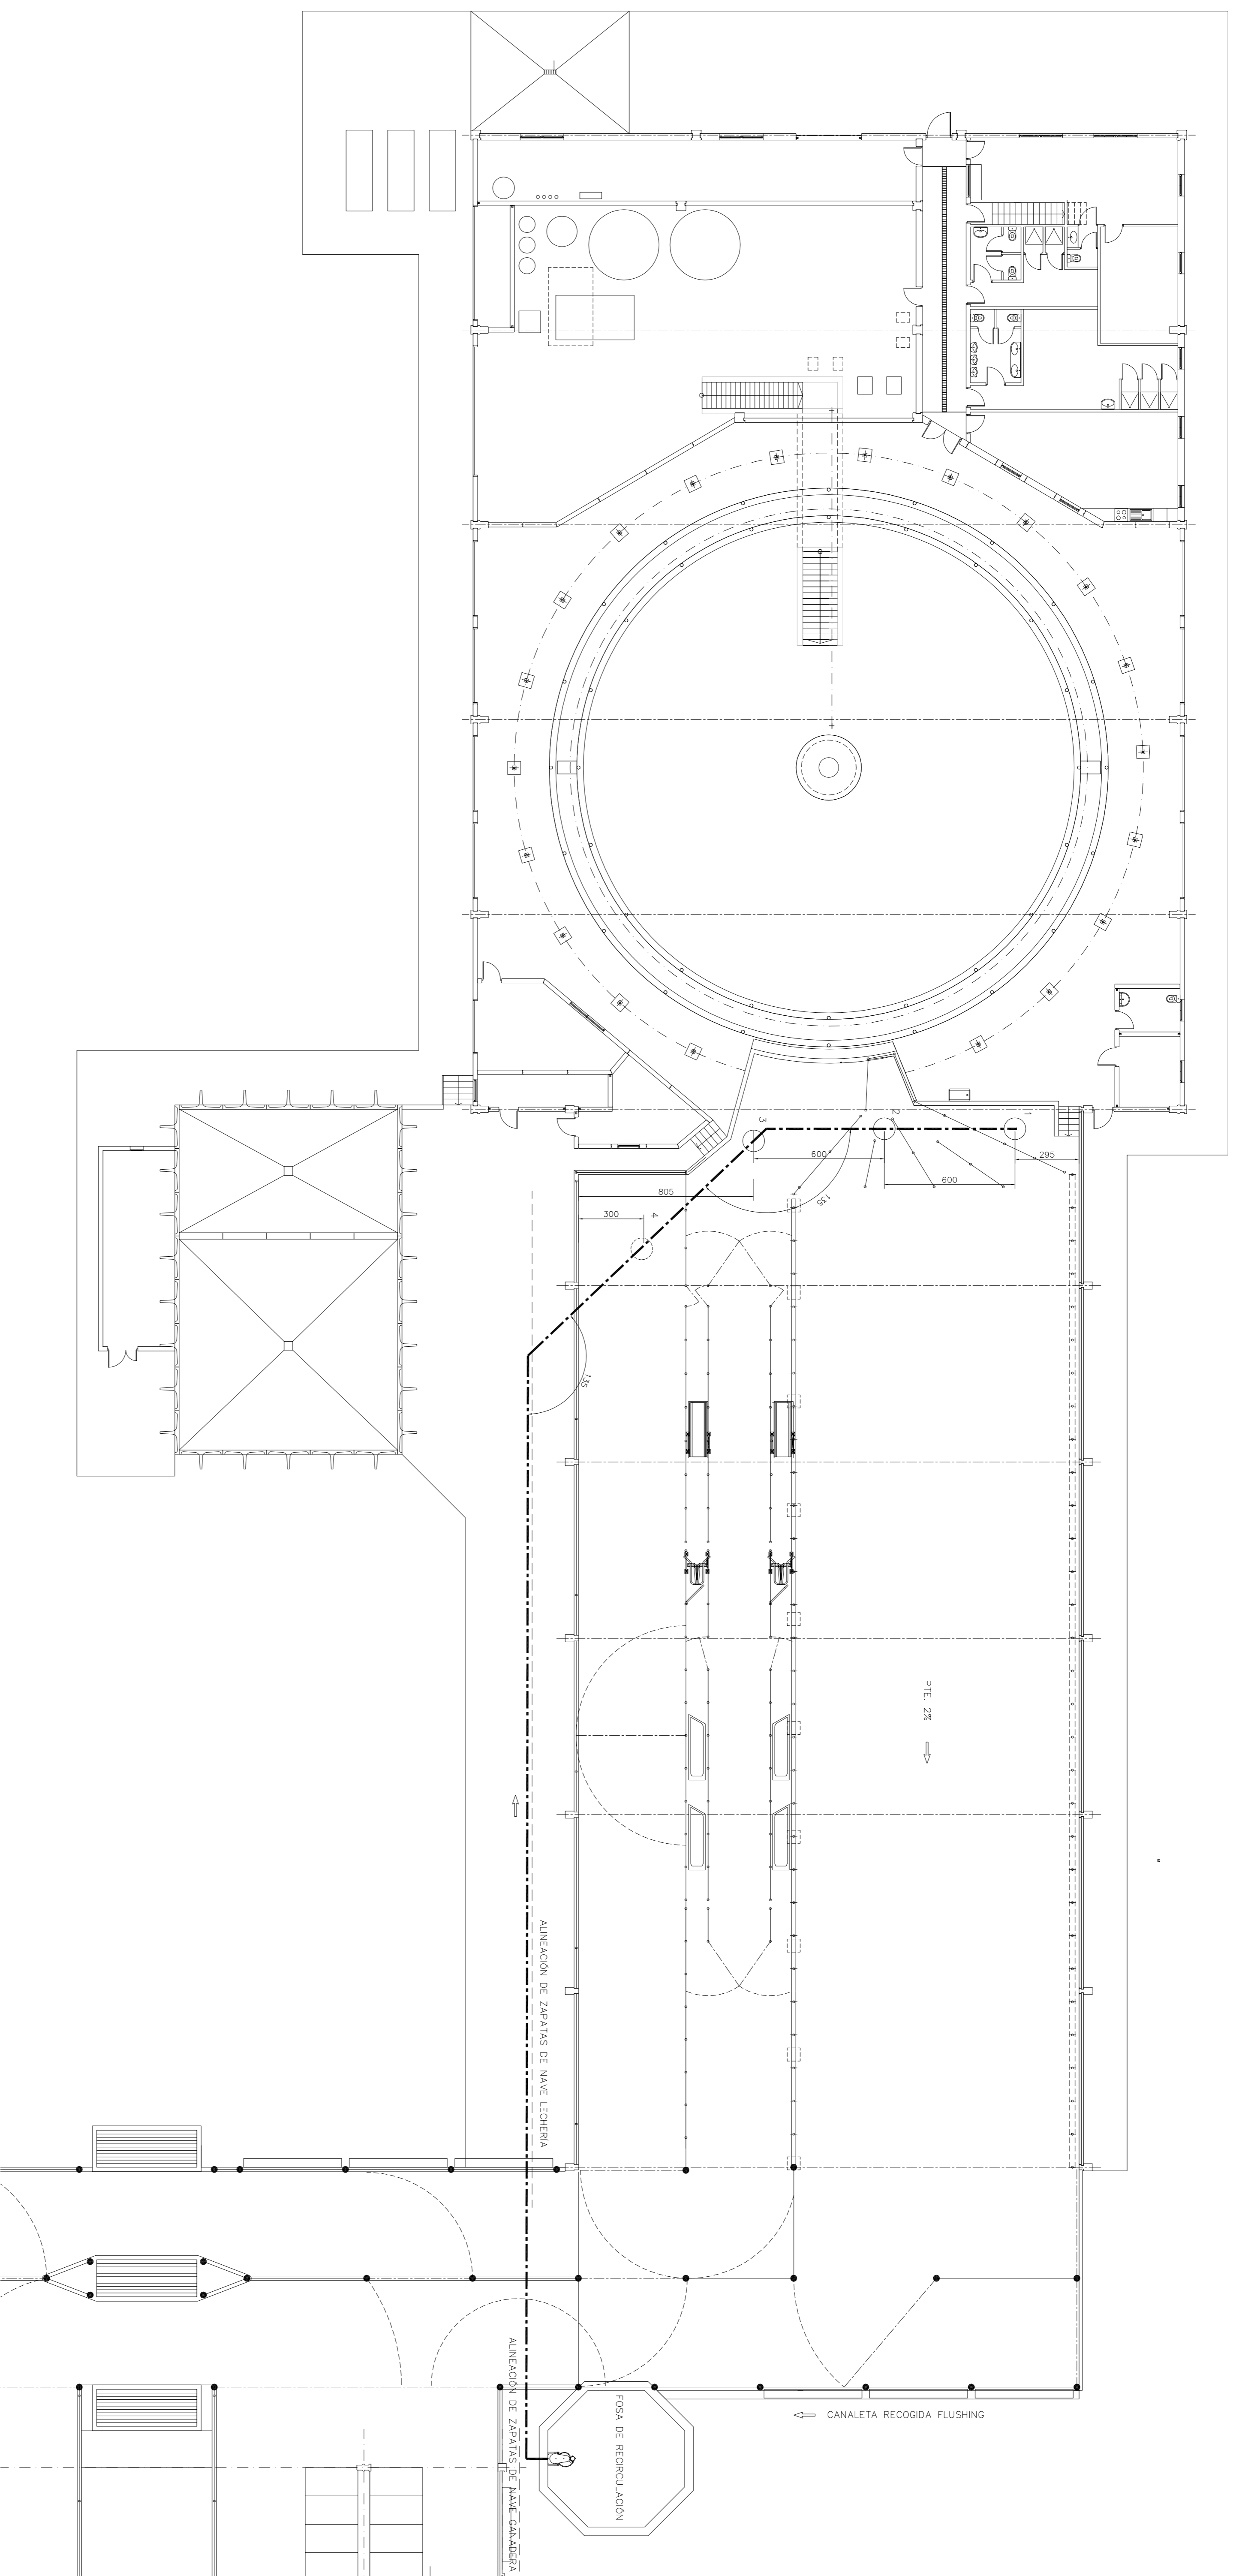 1
2
3
295
600
600
805
135
300
4
135
PTE. 2%
ALINEACIÓN DE ZAPATAS DE NAVE LECHERÍA
ALINEACIÓN DE ZAPATAS DE NAVE GANADERA
FOSA DE RECIRCULACIÓN
CANALETA RECOGIDA FLUSHING